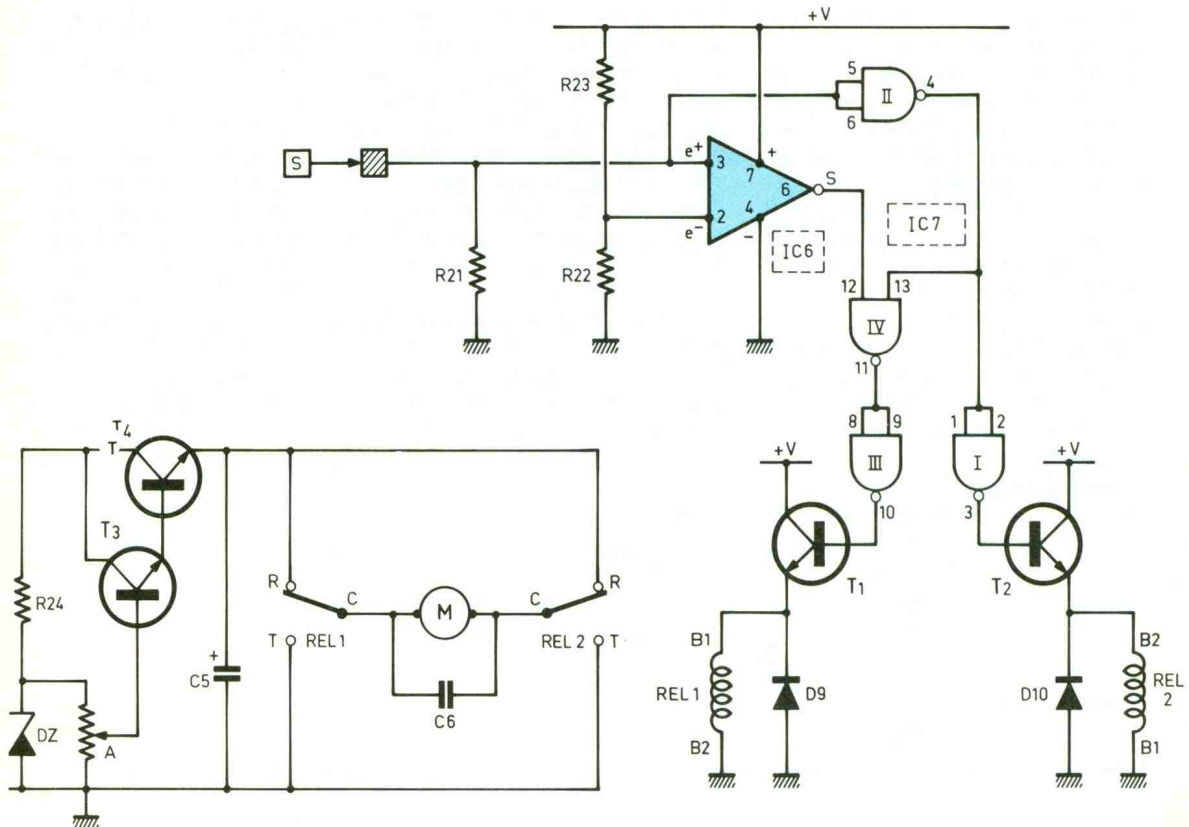 +V
R23
5
6
II
4
S
e+
3
7
+
6
S
2
e−
4
−
IC6
IC7
R21
R22
12
13
IV
11
8
9
III
10
1
2
I
3
+V
+V
T1
T2
T4
T
T3
R24
DZ
A
+
C5
R
C
M
C
R
T
REL 1
REL 2
T
C6
B1
REL 1
B2
D9
D10
B2
REL
2
B1